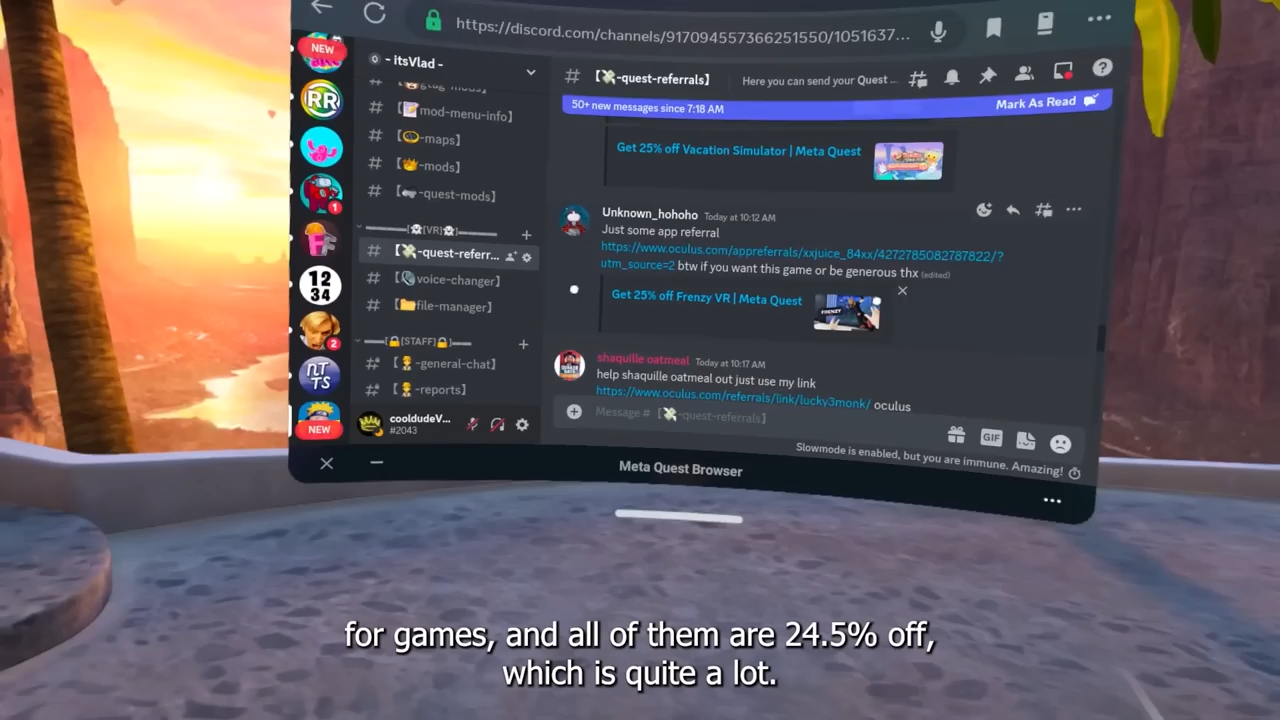 https://discord.com/channels/917094557366251550/1051637...
NEW
RR
1
12
34
2
NT
TS
NEW
- itsVlad -
mod-menu-info】
# 【-maps】
# 【-mods】
# 【-quest-mods】
[VR]
# 【-quest-referr...
# 【voice-changer】
# 【file-manager】
[STAFF]
【-general-chat】
【-reports】
cooldudeV...
#2043
# 【-quest-referrals】 Here you can send your Quest ...
50+ new messages since 7:18 AM Mark As Read
Get 25% off Vacation Simulator | Meta Quest
Unknown_hohoho Today at 10:12 AM
Just some app referral
https://www.oculus.com/appreferrals/xxjuice_84xx/4272785082787822/?
utm_source=2 btw if you want this game or be generous thx (edited)
Get 25% off Frenzy VR | Meta Quest
FRENZY
shaquille oatmeal Today at 10:17 AM
help shaquille oatmeal out just use my link
https://www.oculus.com/referrals/link/lucky3monk/ oculus
Message # 【-quest-referrals】
GIF
Slowmode is enabled, but you are immune. Amazing!
Meta Quest Browser
for games, and all of them are 24.5% off,
which is quite a lot.